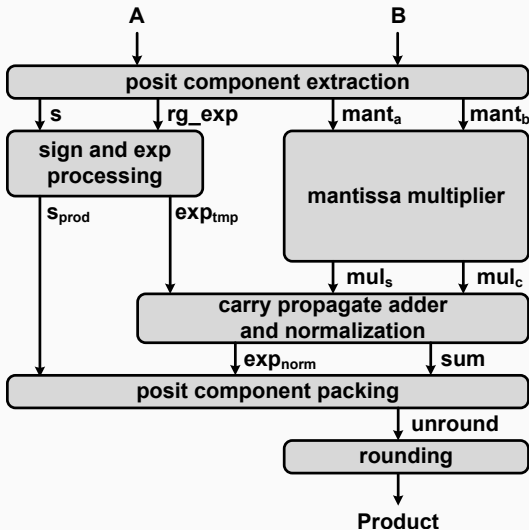 A B
posit component extraction
s rg_exp mant_a mant_b
sign and exp
processing
mantissa multiplier
s_prod exp_tmp
mul_s mul_c
carry propagate adder
and normalization
exp_norm sum
posit component packing
unround
rounding
Product